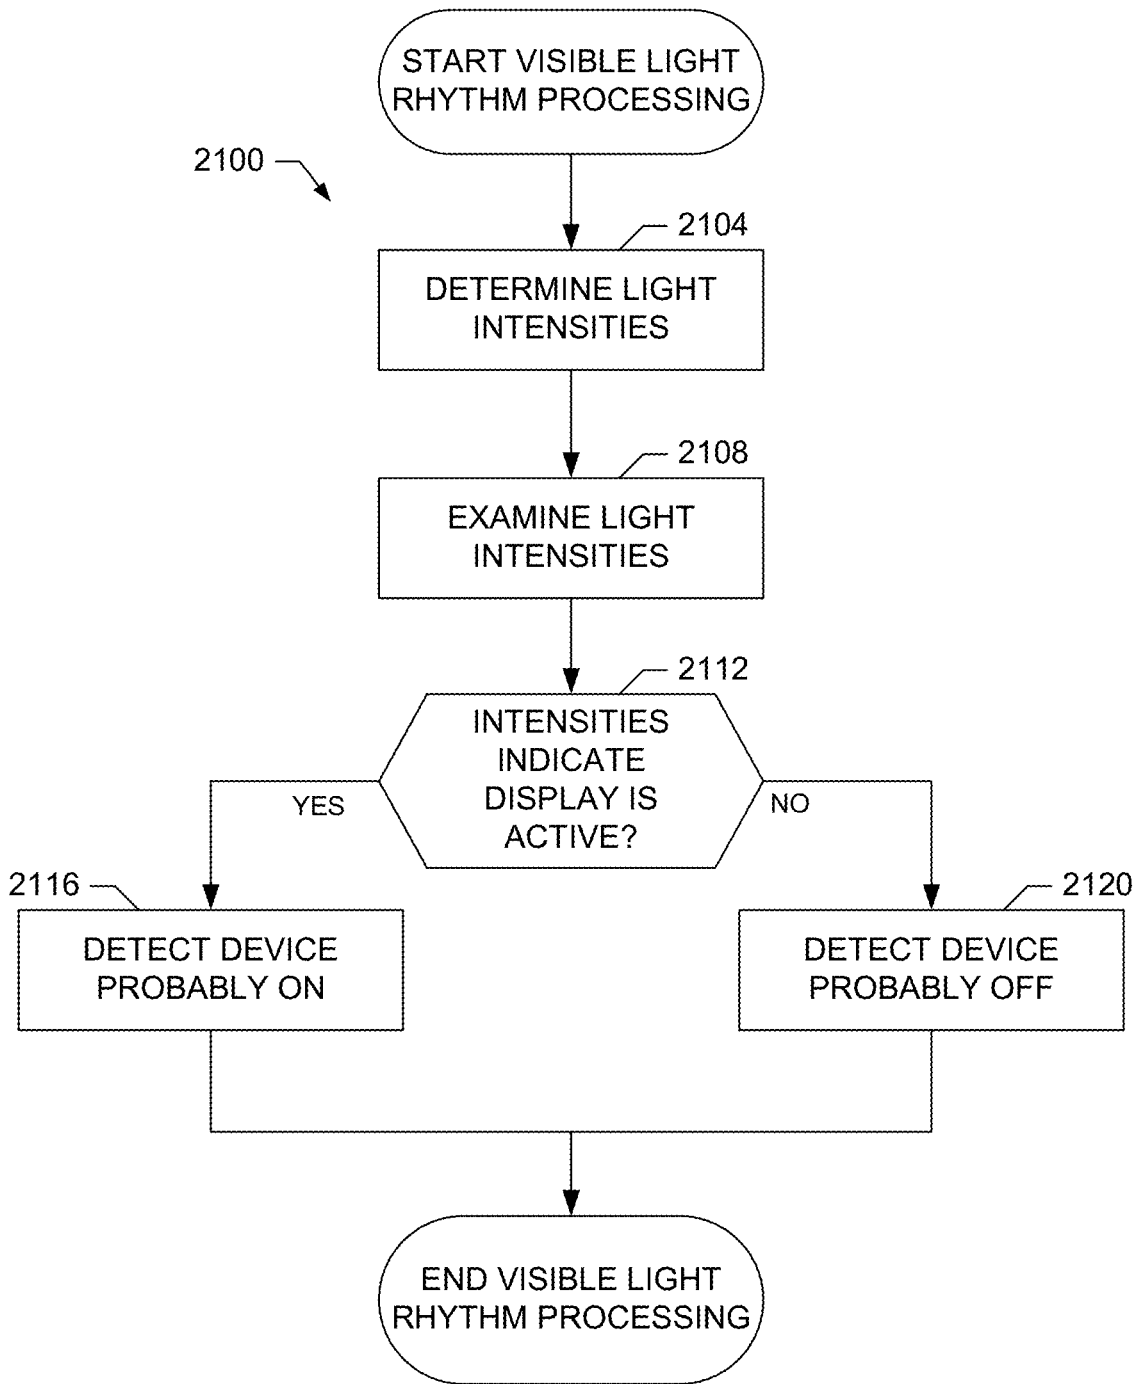 START VISIBLE LIGHT
RHYTHM PROCESSING
2100
2104
DETERMINE LIGHT
INTENSITIES
2108
EXAMINE LIGHT
INTENSITIES
2112
INTENSITIES
INDICATE
DISPLAY IS
ACTIVE?
YES
NO
2116
DETECT DEVICE
PROBABLY ON
2120
DETECT DEVICE
PROBABLY OFF
END VISIBLE LIGHT
RHYTHM PROCESSING